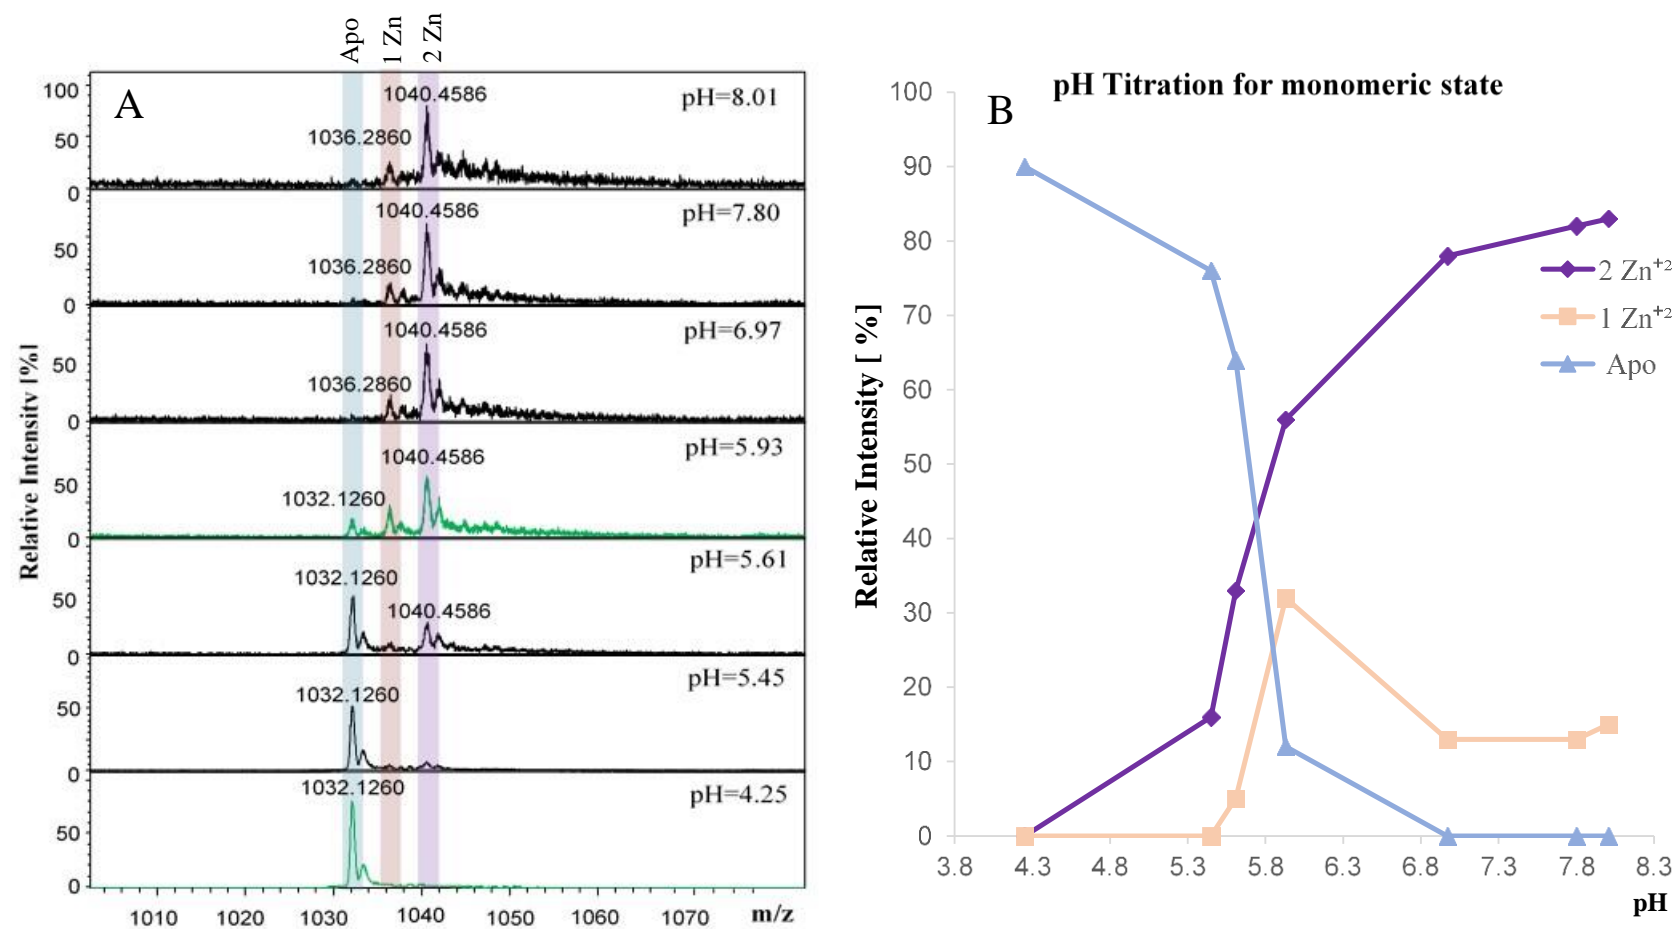 Apo
1 Zn
2 Zn
A
100
50
0
1040.4586
1036.2860
pH=8.01
50
0
1040.4586
1036.2860
pH=7.80
50
0
1040.4586
1036.2860
pH=6.97
50
0
1040.4586
1032.1260
pH=5.93
50
0
1032.1260
1040.4586
pH=5.61
50
0
1032.1260
pH=5.45
50
0
1032.1260
pH=4.25
Relative Intensity [%]
1010 1020 1030 1040 1050 1060 1070 m/z
B
pH Titration for monomeric state
100
90
80
70
60
50
40
30
20
10
0
Relative Intensity [ %]
2 Zn⁺²
1 Zn⁺²
Apo
3.8 4.3 4.8 5.3 5.8 6.3 6.8 7.3 7.8 8.3
pH